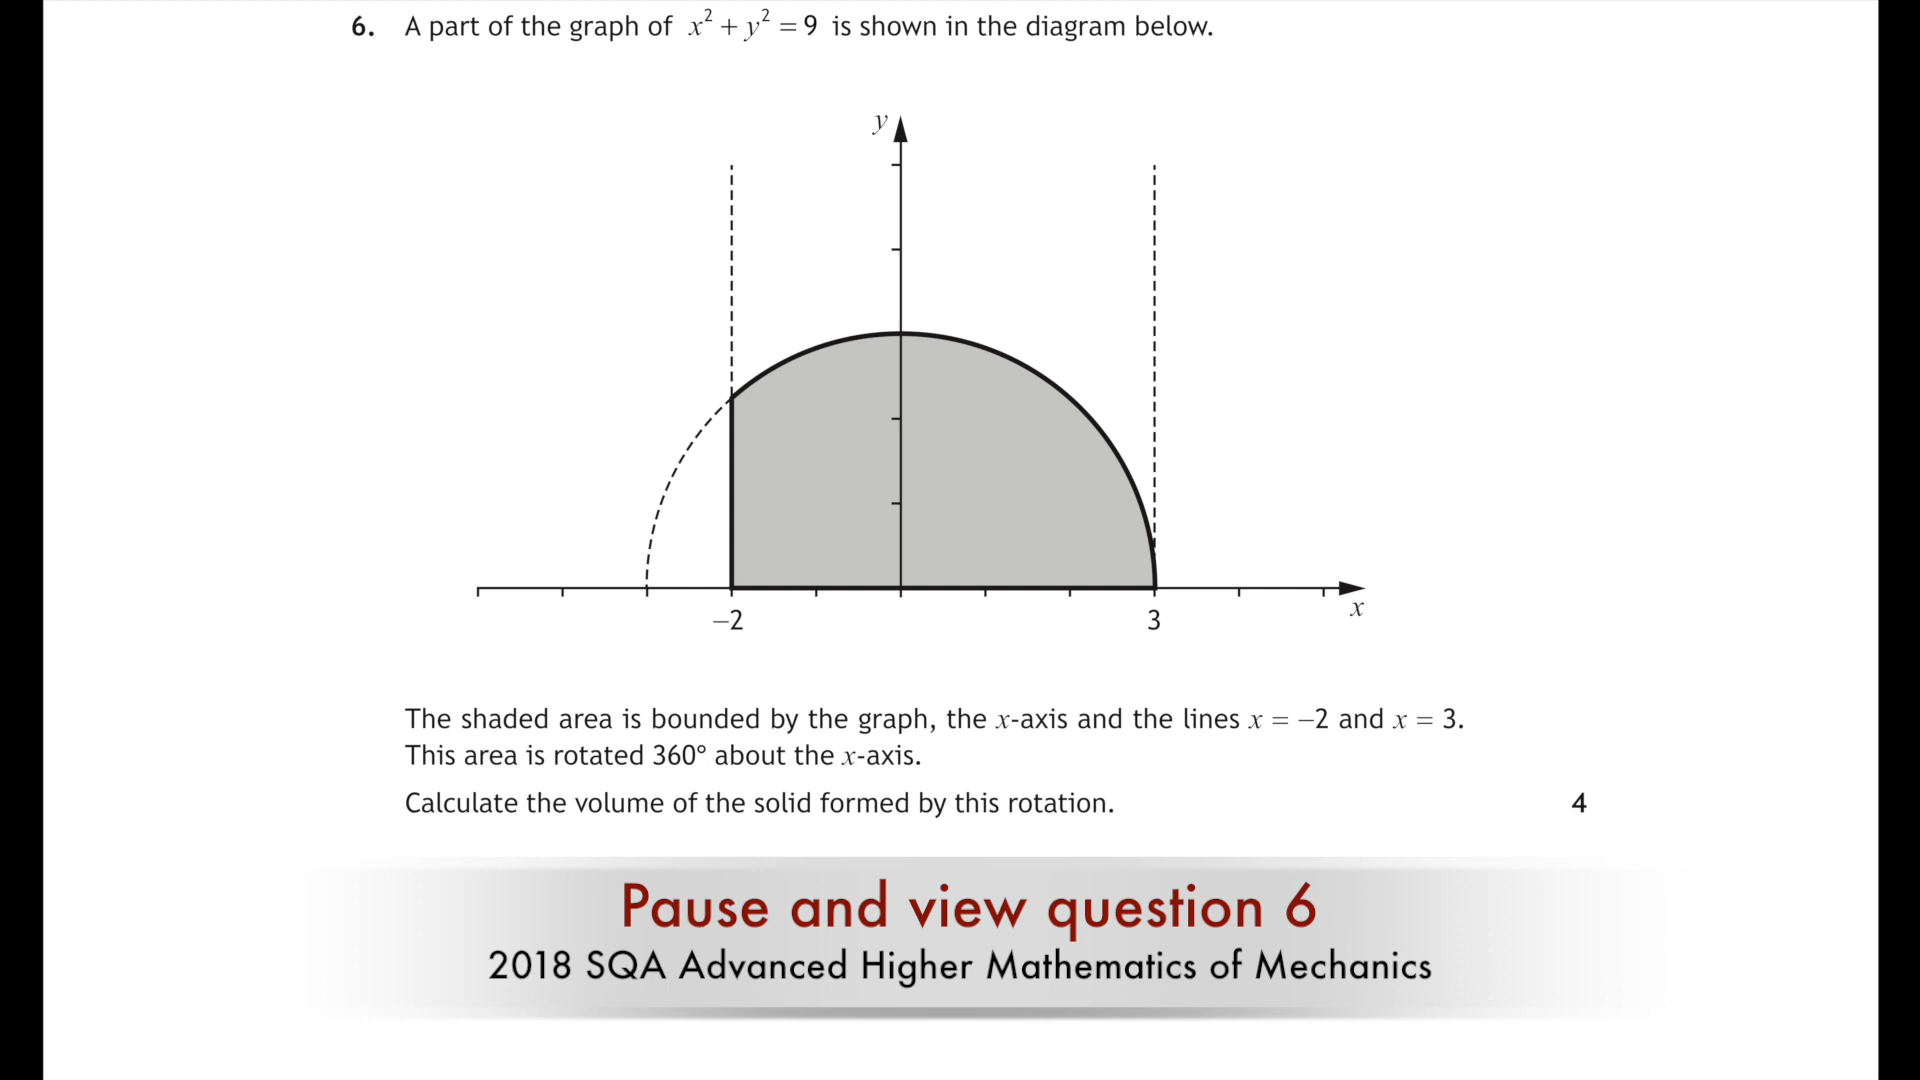 6. A part of the graph of x² + y² = 9 is shown in the diagram below.
y
−2
3
x
The shaded area is bounded by the graph, the x-axis and the lines x = −2 and x = 3.
This area is rotated 360° about the x-axis.
Calculate the volume of the solid formed by this rotation. 4
Pause and view question 6
2018 SQA Advanced Higher Mathematics of Mechanics